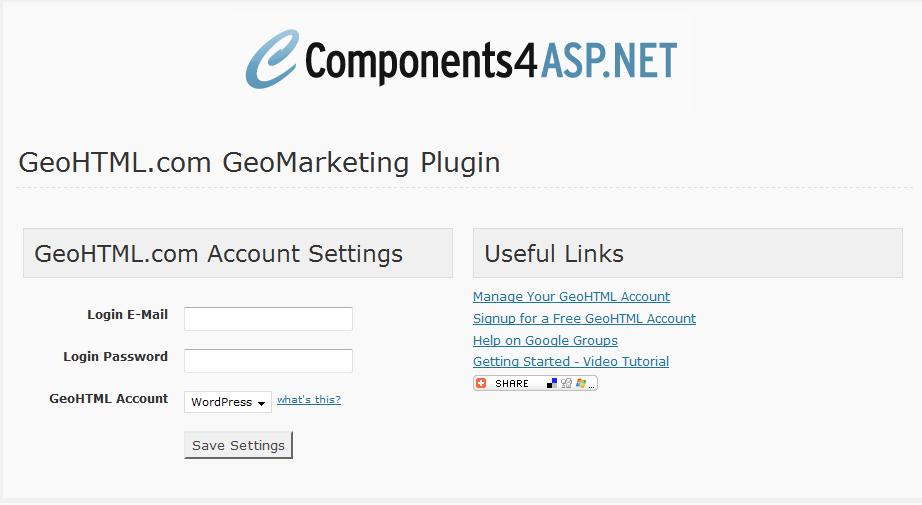 Components4ASP.NET
GeoHTML.com GeoMarketing Plugin
GeoHTML.com Account Settings
Login E-Mail
Login Password
GeoHTML Account
WordPress
what's this?
Save Settings
Useful Links
Manage Your GeoHTML Account
Signup for a Free GeoHTML Account
Help on Google Groups
Getting Started - Video Tutorial
SHARE ...